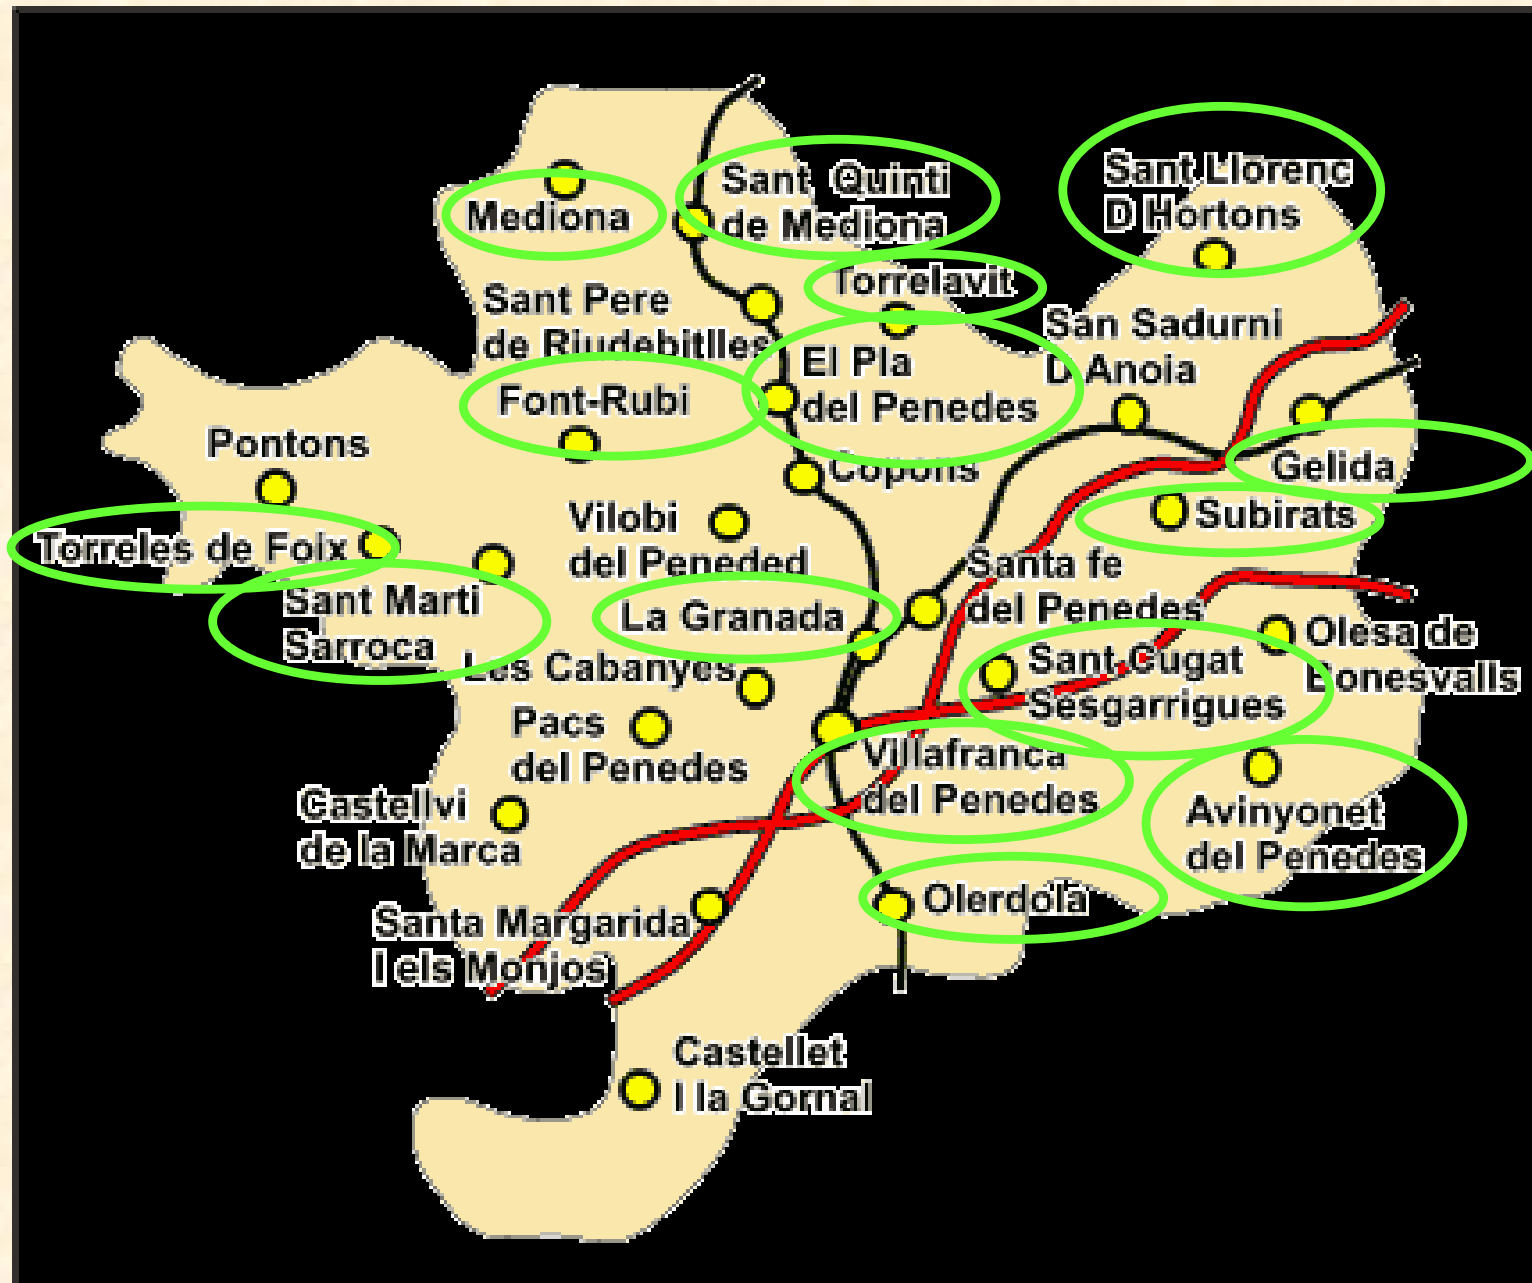 Sant Quinti
de Mediona
Sant Llorenc
D Hortons
Mediona
Torrelavit
Sant Pere
de Riudebitlles
San Sadurni
D Anoia
El Pla
del Penedes
Font-Rubi
Pontons
Copons
Gelida
Vilobi
del Peneded
Subirats
Torreles de Foix
Santa fe
del Penedes
Sant Marti
Sarroca
La Granada
Olesa de
Bonesvalls
Les Cabanyes
Sant Cugat
Sesgarrigues
Pacs
del Penedes
Villafranca
del Penedes
Castellvi
de la Marca
Avinyonet
del Penedes
Olerdola
Santa Margarida
I els Monjos
Castellet
I la Gornal